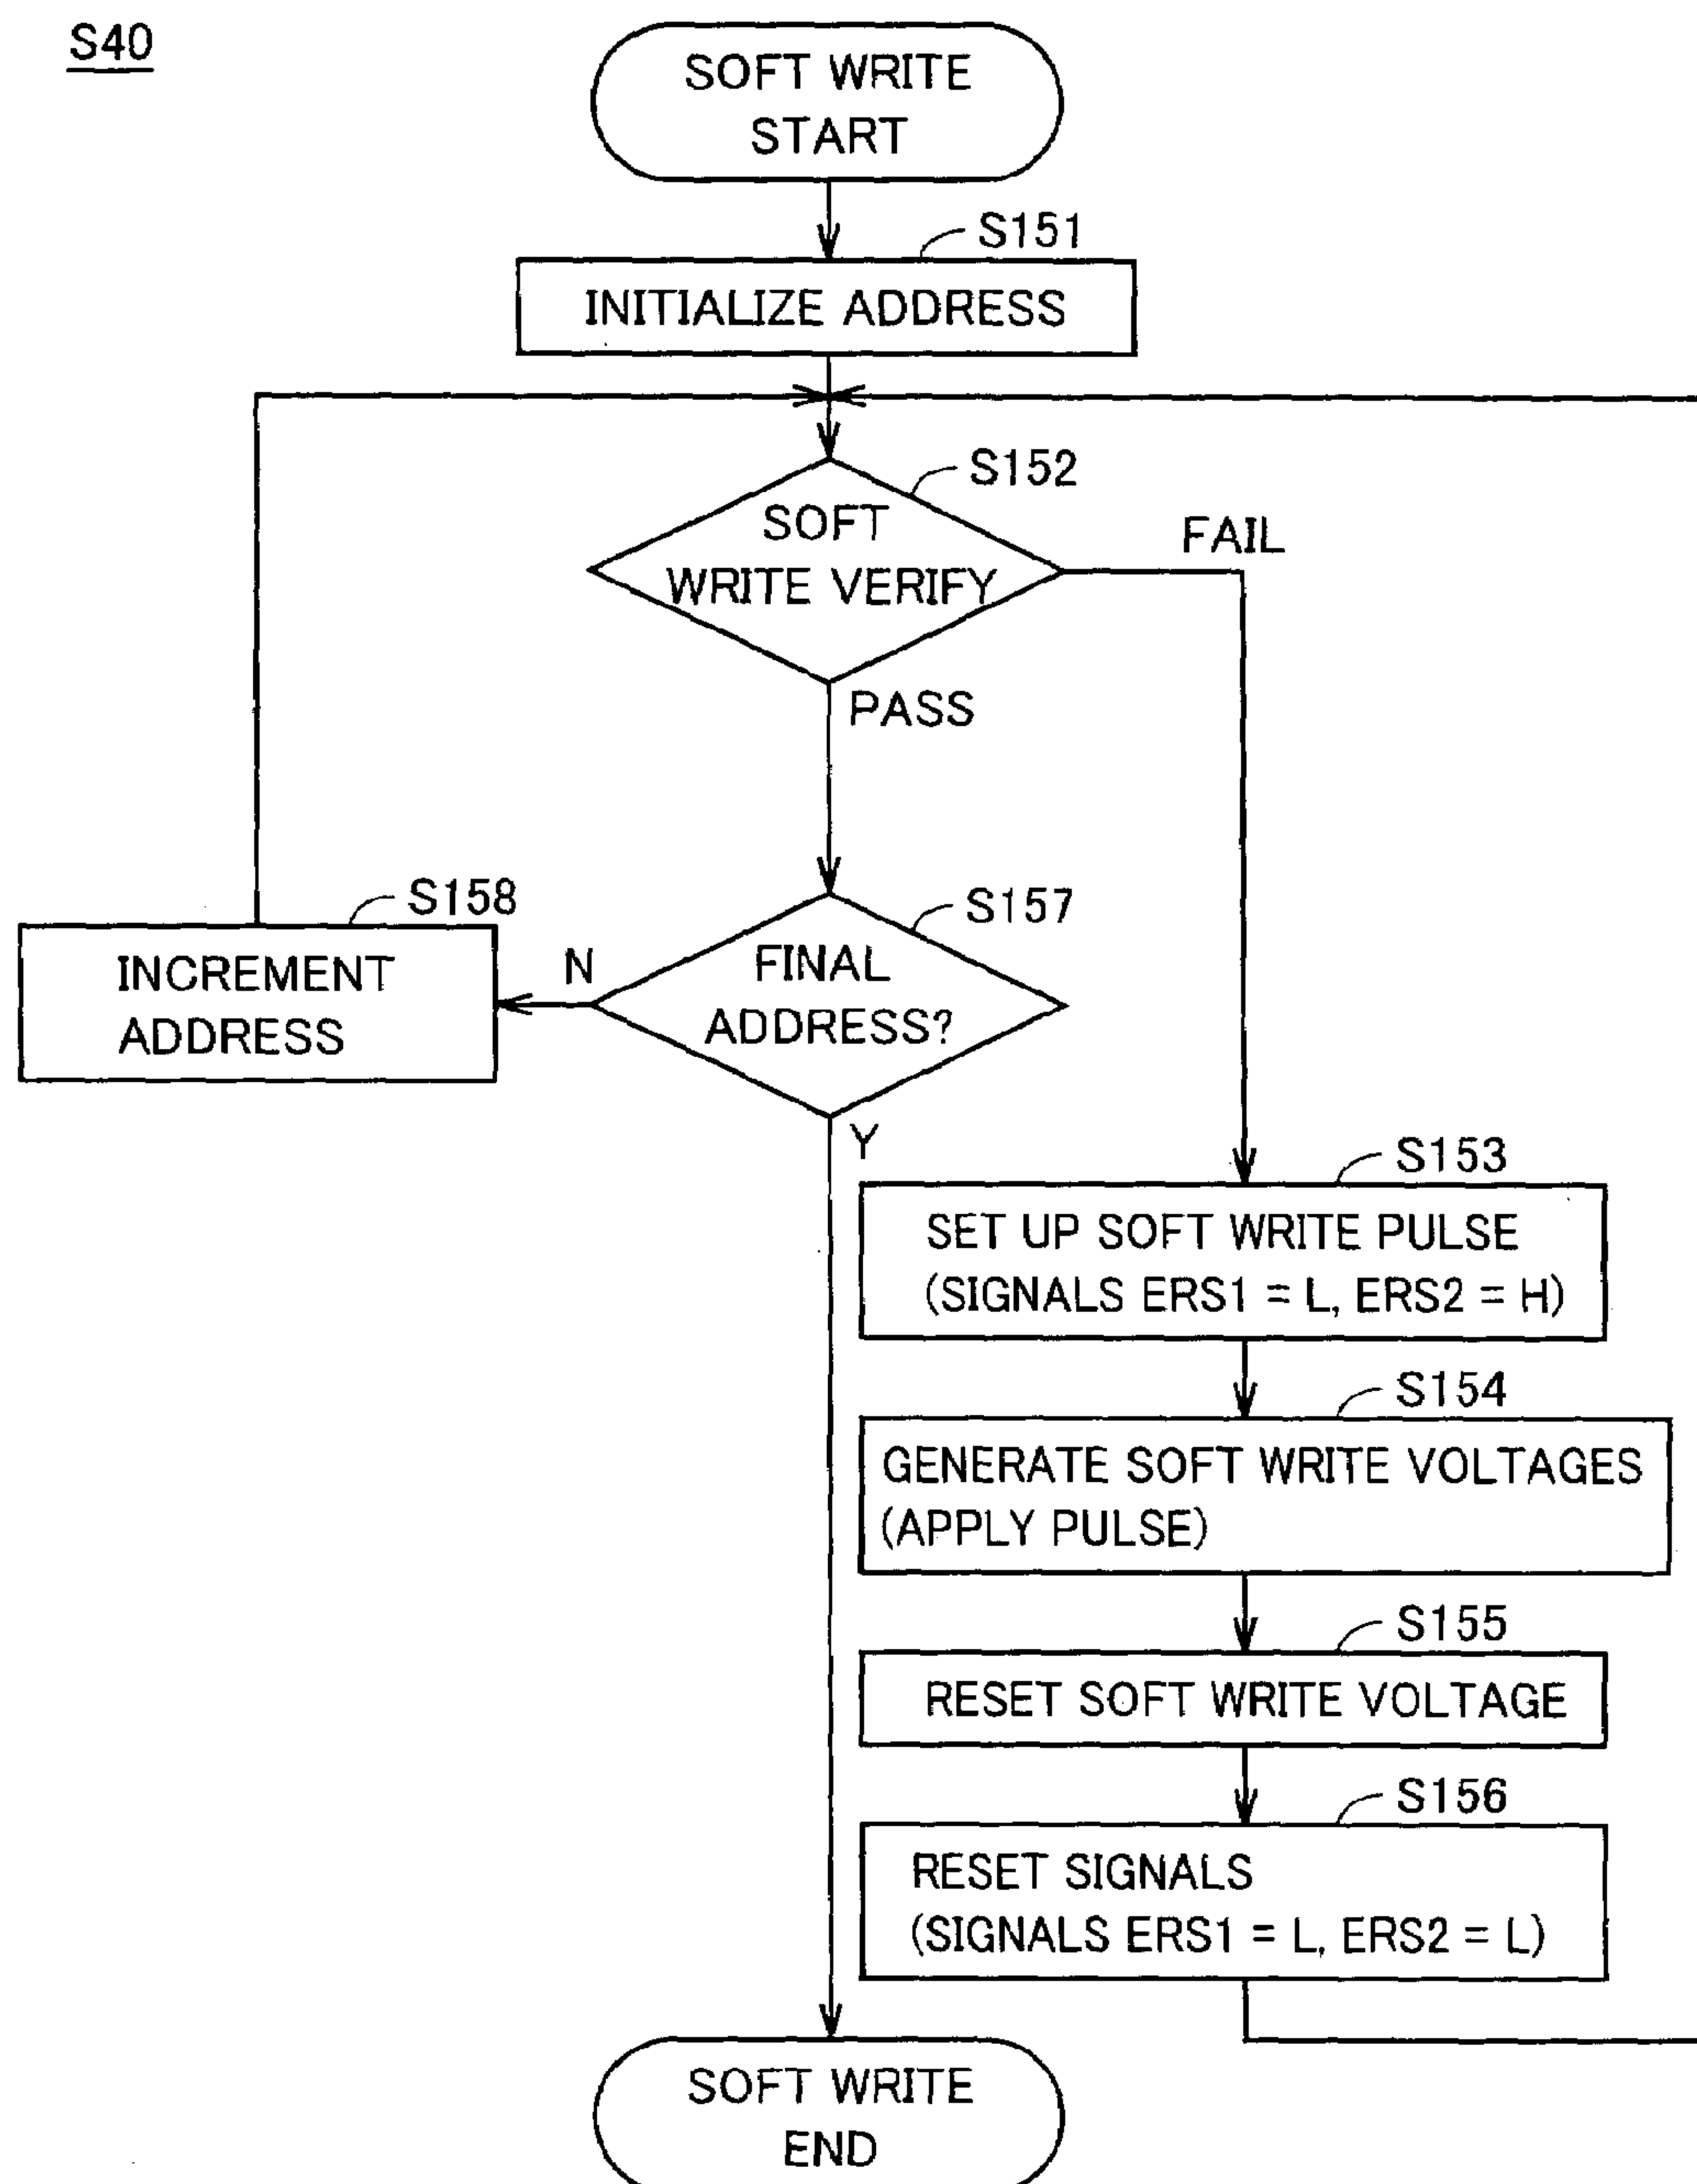 S40
SOFT WRITE
START
S151
INITIALIZE ADDRESS
S152
SOFT
WRITE VERIFY
FAIL
PASS
S158
INCREMENT
ADDRESS
N
S157
FINAL
ADDRESS?
Y
S153
SET UP SOFT WRITE PULSE
(SIGNALS ERS1 = L, ERS2 = H)
S154
GENERATE SOFT WRITE VOLTAGES
(APPLY PULSE)
S155
RESET SOFT WRITE VOLTAGE
S156
RESET SIGNALS
(SIGNALS ERS1 = L, ERS2 = L)
SOFT WRITE
END